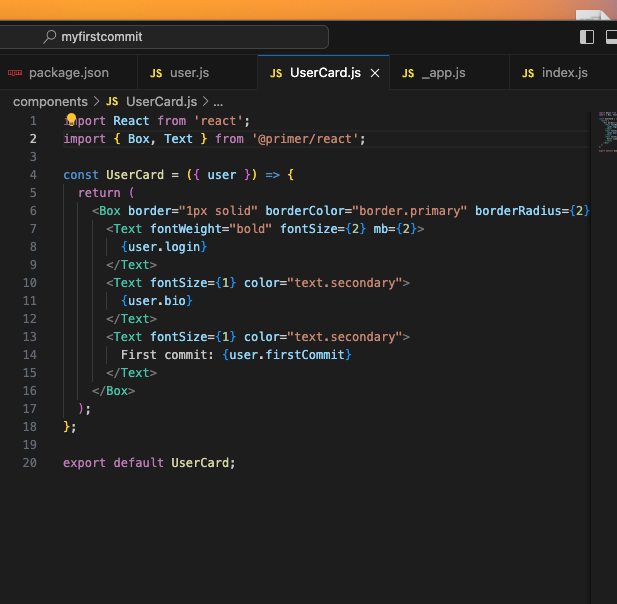 myfirstcommit
package.json
JS user.js
JS UserCard.js
JS _app.js
JS index.js
components > JS UserCard.js > ...
1 import React from 'react';
2 import { Box, Text } from '@primer/react';
3
4 const UserCard = ({ user }) => {
5 return (
6 <Box border="1px solid" borderColor="border.primary" borderRadius={2}
7 <Text fontWeight="bold" fontSize={2} mb={2}>
8 {user.login}
9 </Text>
10 <Text fontSize={1} color="text.secondary">
11 {user.bio}
12 </Text>
13 <Text fontSize={1} color="text.secondary">
14 First commit: {user.firstCommit}
15 </Text>
16 </Box>
17 );
18 };
19
20 export default UserCard;